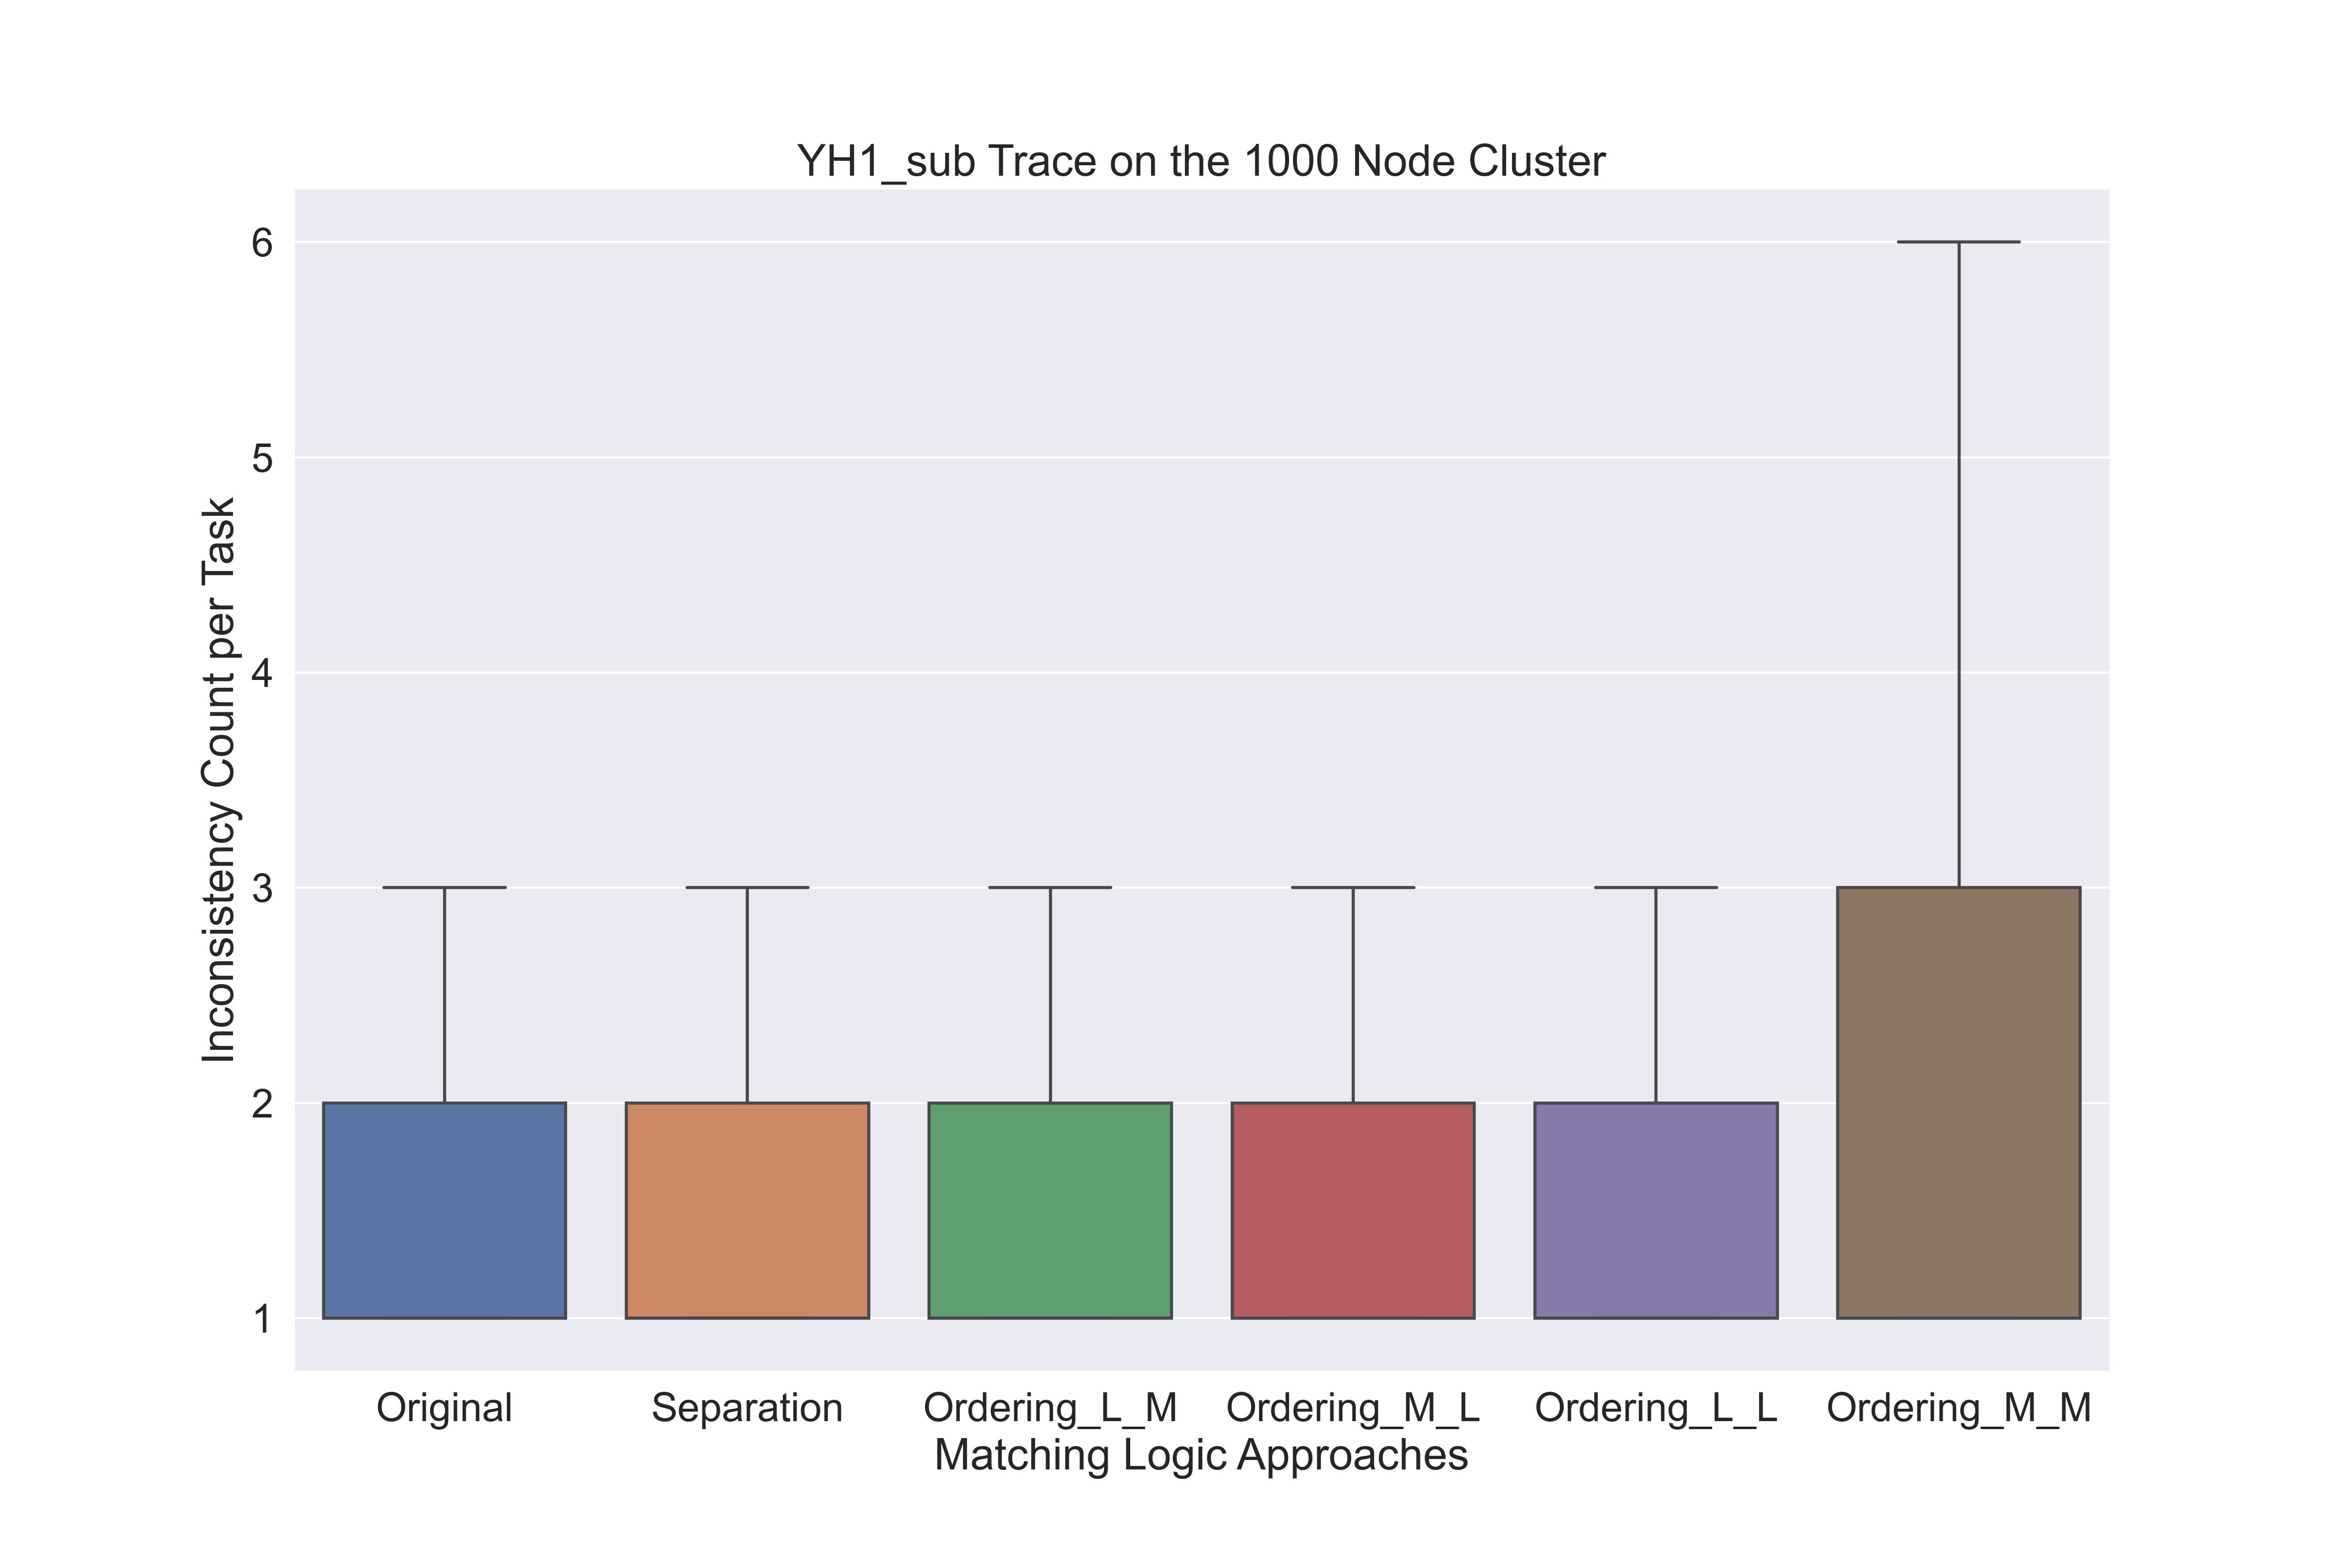 YH1_sub Trace on the 1000 Node Cluster
Inconsistency Count per Task
6
5
4
3
2
1
Original Separation Ordering_L_M Ordering_M_L Ordering_L_L Ordering_M_M
Matching Logic Approaches